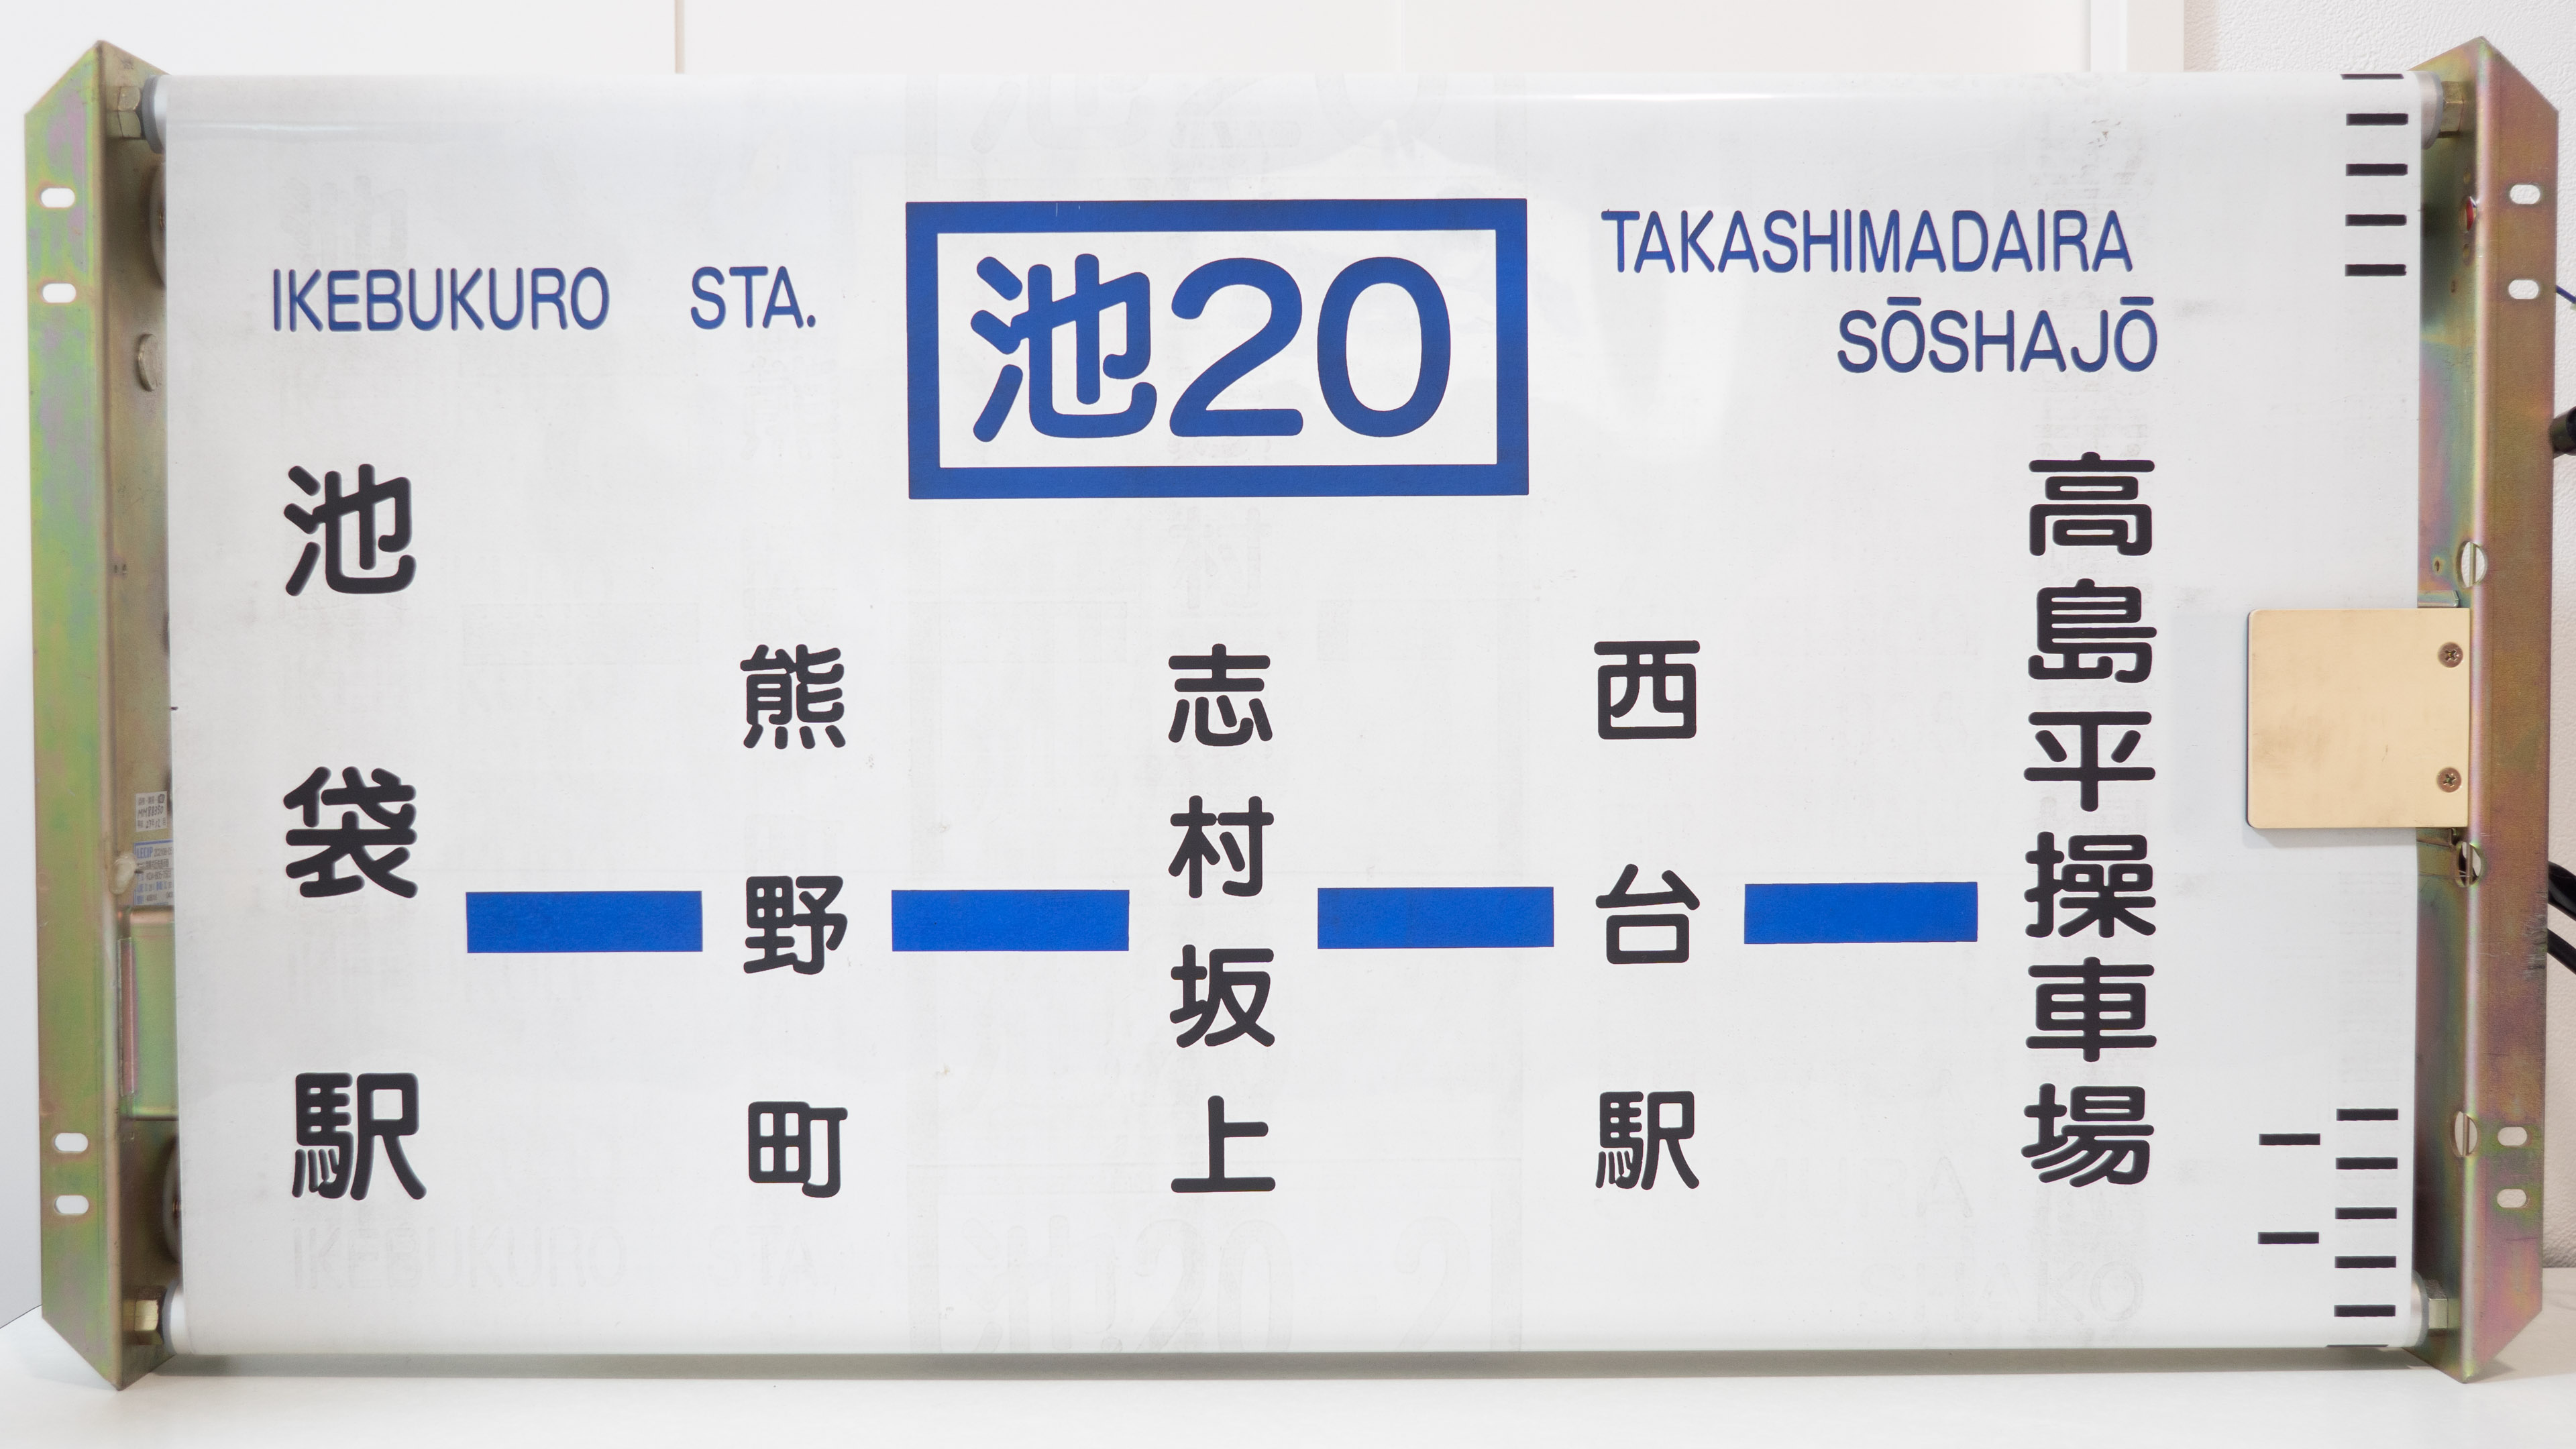 IKEBUKURO STA.
池20
TAKASHIMADAIRA
SŌSHAJŌ
池袋駅
熊野町
志村坂上
西台駅
高島平操車場